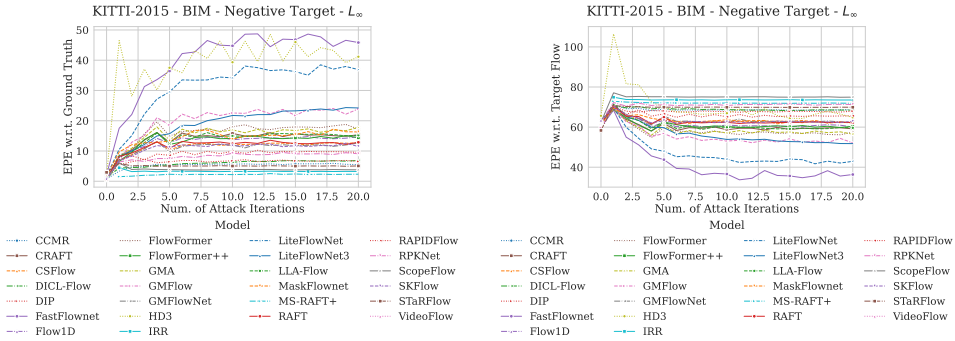 KITTI-2015 - BIM - Negative Target - L∞
EPE w.r.t. Ground Truth
50
40
30
20
10
0
0.0 2.5 5.0 7.5 10.0 12.5 15.0 17.5 20.0
Num. of Attack Iterations
Model
CCMR FlowFormer LiteFlowNet RAPIDFlow
CRAFT FlowFormer++ LiteFlowNet3 RPKNet
CSFlow GMA LLA-Flow ScopeFlow
DICL-Flow GMFlow MaskFlownet SKFlow
DIP GMFlowNet MS-RAFT+ STaRFlow
FastFlownet HD3 RAFT VideoFlow
Flow1D IRR
KITTI-2015 - BIM - Negative Target - L∞
EPE w.r.t. Target Flow
100
80
60
40
0.0 2.5 5.0 7.5 10.0 12.5 15.0 17.5 20.0
Num. of Attack Iterations
Model
CCMR FlowFormer LiteFlowNet RAPIDFlow
CRAFT FlowFormer++ LiteFlowNet3 RPKNet
CSFlow GMA LLA-Flow ScopeFlow
DICL-Flow GMFlow MaskFlownet SKFlow
DIP GMFlowNet MS-RAFT+ STaRFlow
FastFlownet HD3 RAFT VideoFlow
Flow1D IRR